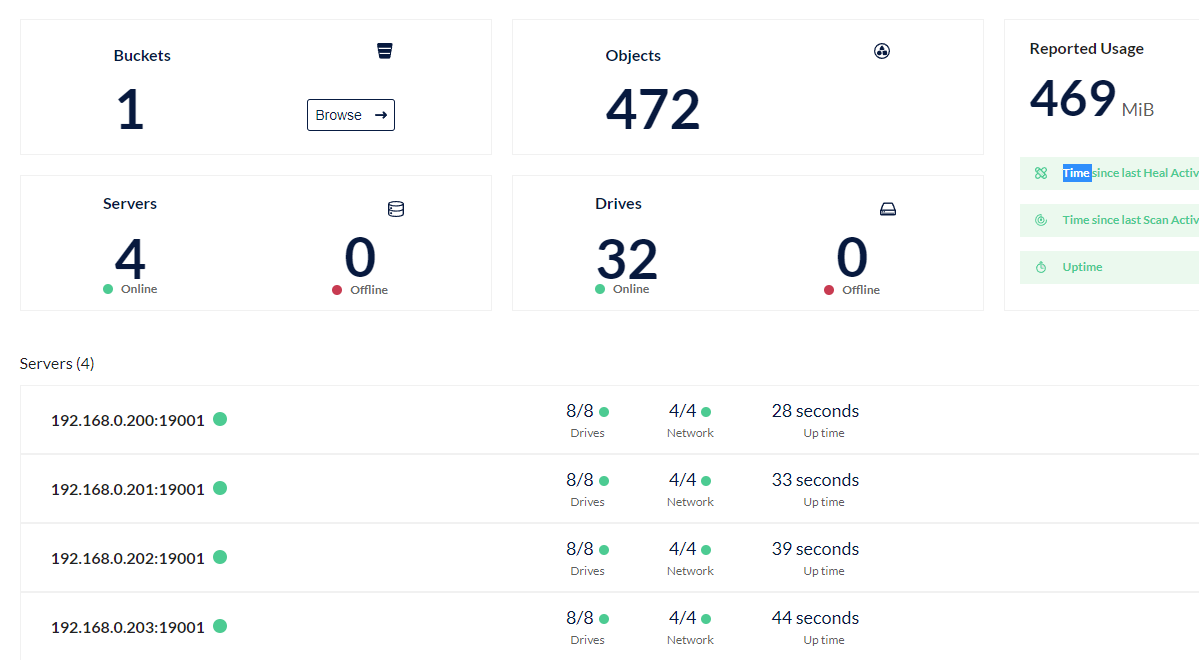 Buckets
1
Browse
Objects
472
Reported Usage
469 MiB
Time since last Heal Activ
Time since last Scan Activ
Uptime
Servers
4
Online
0
Offline
Drives
32
Online
0
Offline
Servers (4)
192.168.0.200:19001
8/8
Drives
4/4
Network
28 seconds
Up time
192.168.0.201:19001
8/8
Drives
4/4
Network
33 seconds
Up time
192.168.0.202:19001
8/8
Drives
4/4
Network
39 seconds
Up time
192.168.0.203:19001
8/8
Drives
4/4
Network
44 seconds
Up time